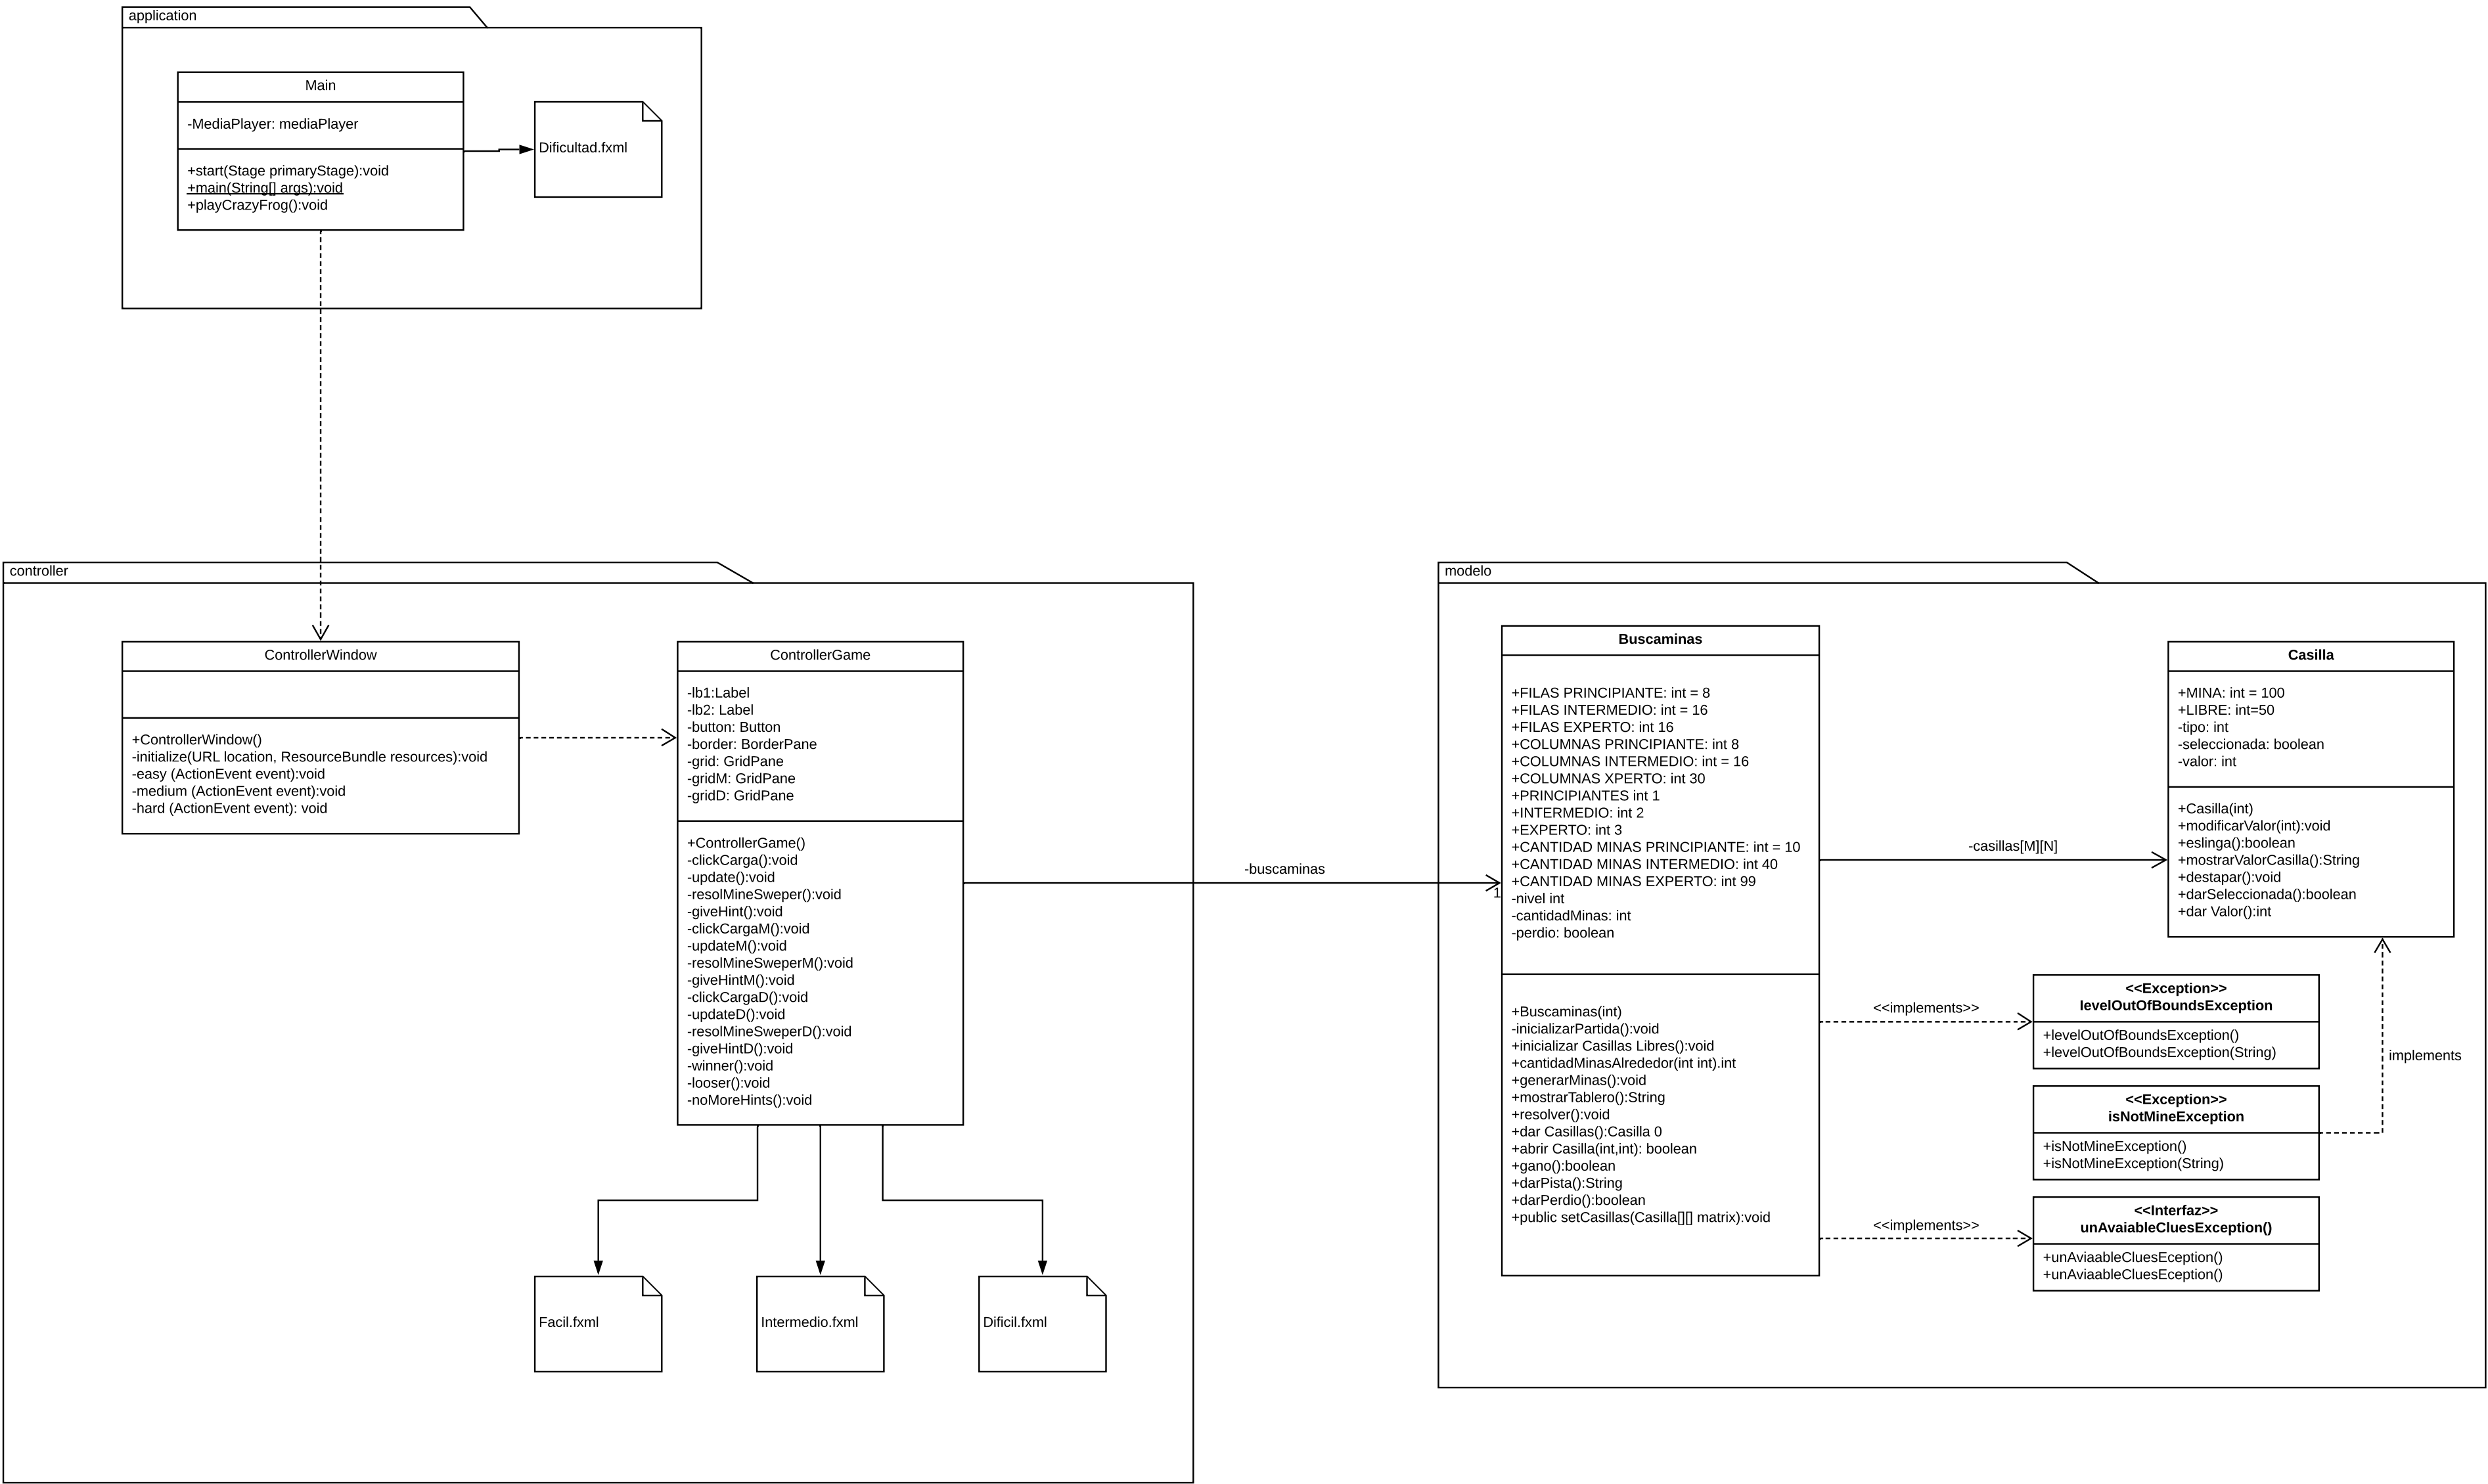 application
Main
-MediaPlayer: mediaPlayer
+start(Stage primaryStage):void
+main(String[] args):void
+playCrazyFrog():void
Dificultad.fxml
controller
ControllerWindow
+ControllerWindow()
-initialize(URL location, ResourceBundle resources):void
-easy (ActionEvent event):void
-medium (ActionEvent event):void
-hard (ActionEvent event): void
ControllerGame
-lb1:Label
-lb2: Label
-button: Button
-border: BorderPane
-grid: GridPane
-gridM: GridPane
-gridD: GridPane
+ControllerGame()
-clickCarga():void
-update():void
-resolMineSweper():void
-giveHint():void
-clickCargaM():void
-updateM():void
-resolMineSweperM():void
-giveHintM():void
-clickCargaD():void
-updateD():void
-resolMineSweperD():void
-giveHintD():void
-winner():void
-looser():void
-noMoreHints():void
Facil.fxml
Intermedio.fxml
Dificil.fxml
-buscaminas
1
modelo
Buscaminas
+FILAS PRINCIPIANTE: int = 8
+FILAS INTERMEDIO: int = 16
+FILAS EXPERTO: int 16
+COLUMNAS PRINCIPIANTE: int 8
+COLUMNAS INTERMEDIO: int = 16
+COLUMNAS XPERTO: int 30
+PRINCIPIANTES int 1
+INTERMEDIO: int 2
+EXPERTO: int 3
+CANTIDAD MINAS PRINCIPIANTE: int = 10
+CANTIDAD MINAS INTERMEDIO: int 40
+CANTIDAD MINAS EXPERTO: int 99
-nivel int
-cantidadMinas: int
-perdio: boolean
+Buscaminas(int)
-inicializarPartida():void
+inicializar Casillas Libres():void
+cantidadMinasAlrededor(int int).int
+generarMinas():void
+mostrarTablero():String
+resolver():void
+dar Casillas():Casilla 0
+abrir Casilla(int,int): boolean
+gano():boolean
+darPista():String
+darPerdio():boolean
+public setCasillas(Casilla[][] matrix):void
-casillas[M][N]
Casilla
+MINA: int = 100
+LIBRE: int=50
-tipo: int
-seleccionada: boolean
-valor: int
+Casilla(int)
+modificarValor(int):void
+eslinga():boolean
+mostrarValorCasilla():String
+destapar():void
+darSeleccionada():boolean
+dar Valor():int
<<implements>>
<<Exception>>
levelOutOfBoundsException
+levelOutOfBoundsException()
+levelOutOfBoundsException(String)
implements
<<Exception>>
isNotMineException
+isNotMineException()
+isNotMineException(String)
<<implements>>
<<Interfaz>>
unAvaiableCluesException()
+unAviaableCluesEception()
+unAviaableCluesEception()